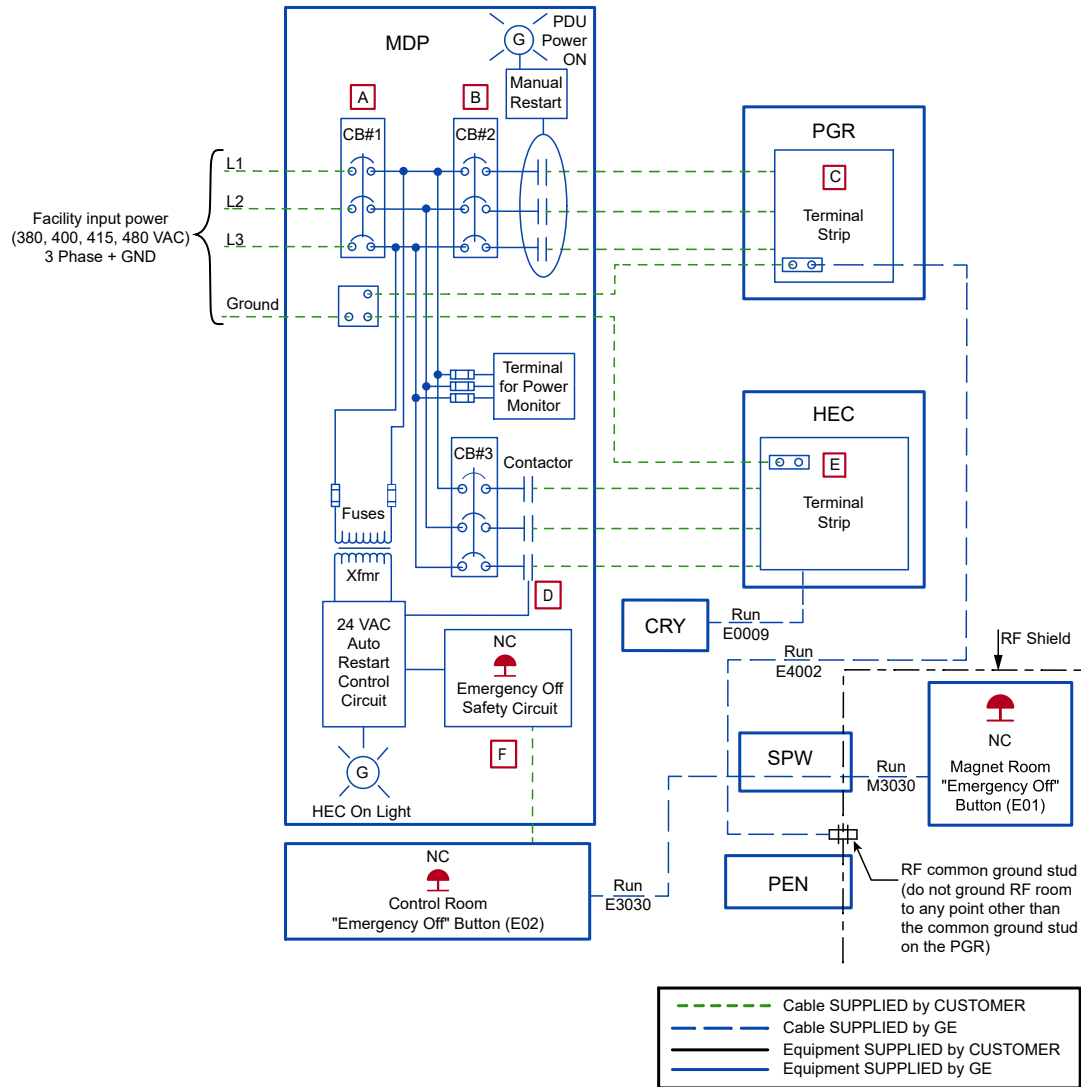 MDP
G
PDU
Power
ON
Manual
Restart
A
B
CB#1
CB#2
L1
L2
L3
Facility input power
(380, 400, 415, 480 VAC)
3 Phase + GND
Ground
PGR
C
Terminal
Strip
Terminal
for Power
Monitor
HEC
E
Terminal
Strip
CB#3
Contactor
Fuses
Xfmr
D
24 VAC
Auto
Restart
Control
Circuit
NC
Emergency Off
Safety Circuit
F
G
HEC On Light
CRY
Run
E0009
Run
E4002
RF Shield
SPW
Run
M3030
NC
Magnet Room
"Emergency Off"
Button (E01)
NC
Control Room
"Emergency Off" Button (E02)
Run
E3030
PEN
RF common ground stud
(do not ground RF room
to any point other than
the common ground stud
on the PGR)
Cable SUPPLIED by CUSTOMER
Cable SUPPLIED by GE
Equipment SUPPLIED by CUSTOMER
Equipment SUPPLIED by GE